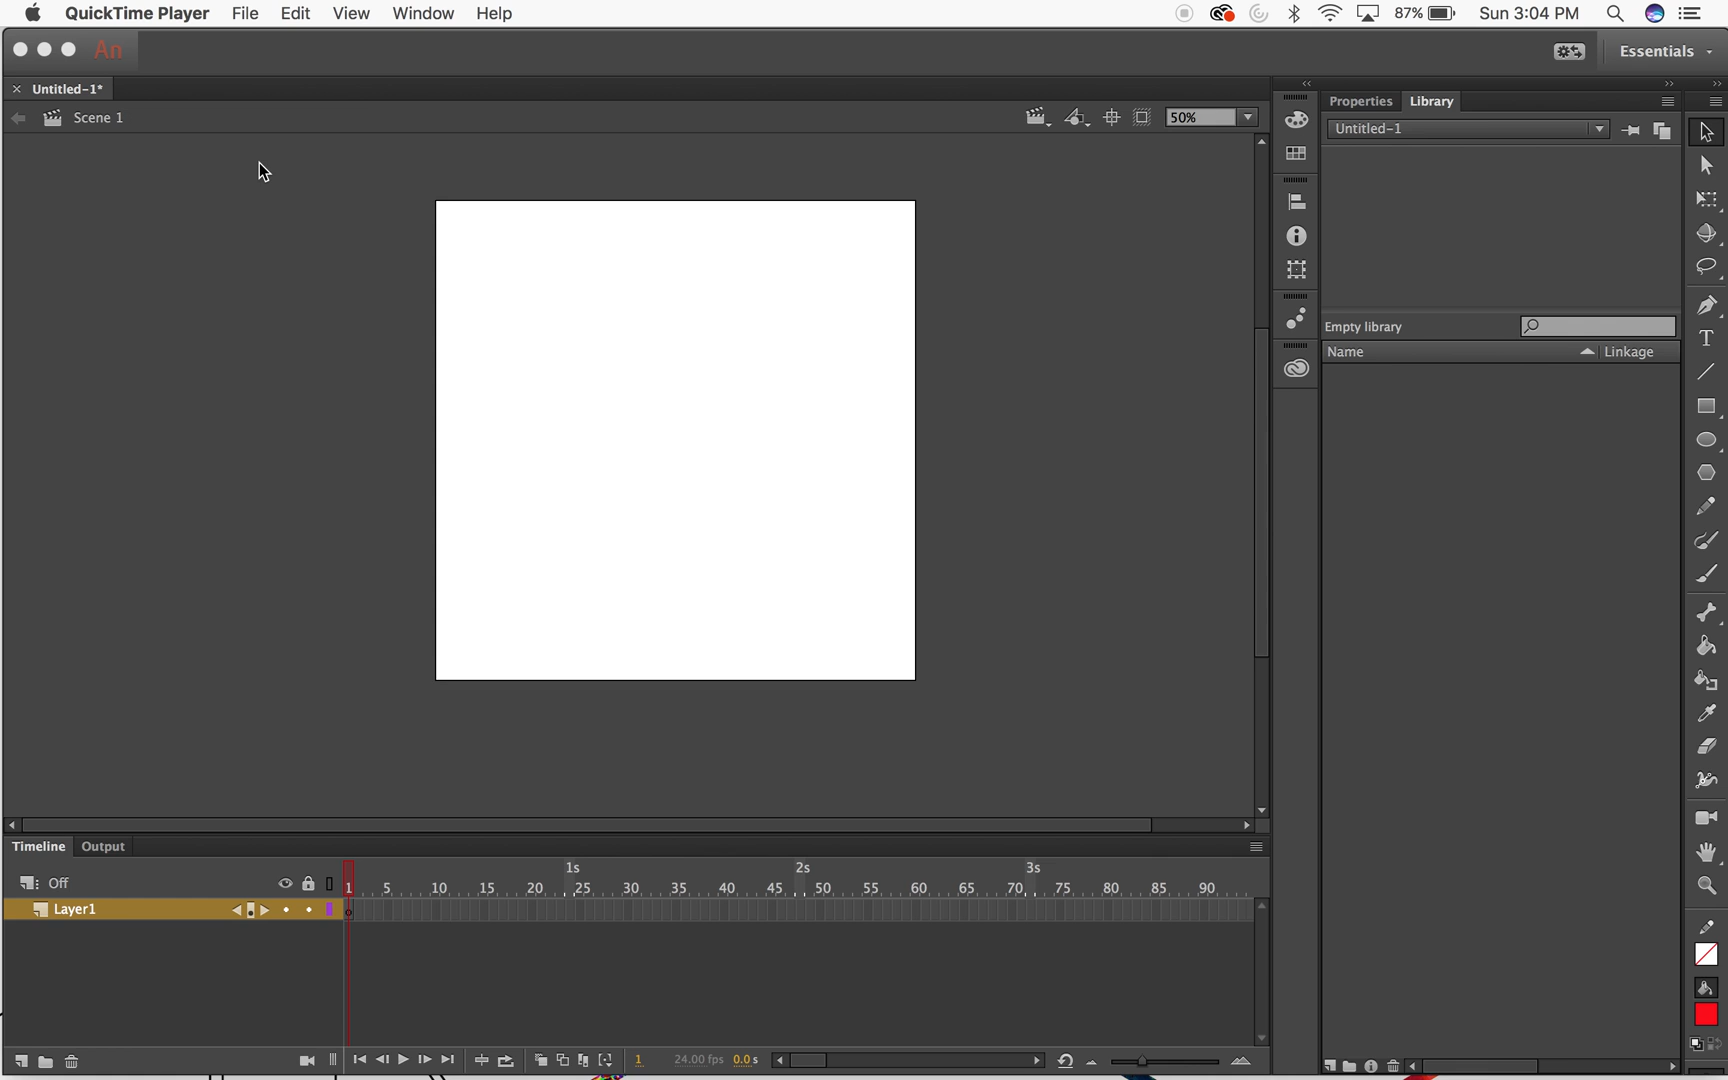 QuickTime Player File Edit View Window Help 87% Sun 3:04 PM
An Essentials
Untitled-1*
Scene 1 50%
Properties Library
Untitled-1
Empty library
Name Linkage
Timeline Output
1s 2s 3s
Off 1 5 10 15 20 25 30 35 40 45 50 55 60 65 70 75 80 85 90
Layer1
1 24.00 fps 0.0 s